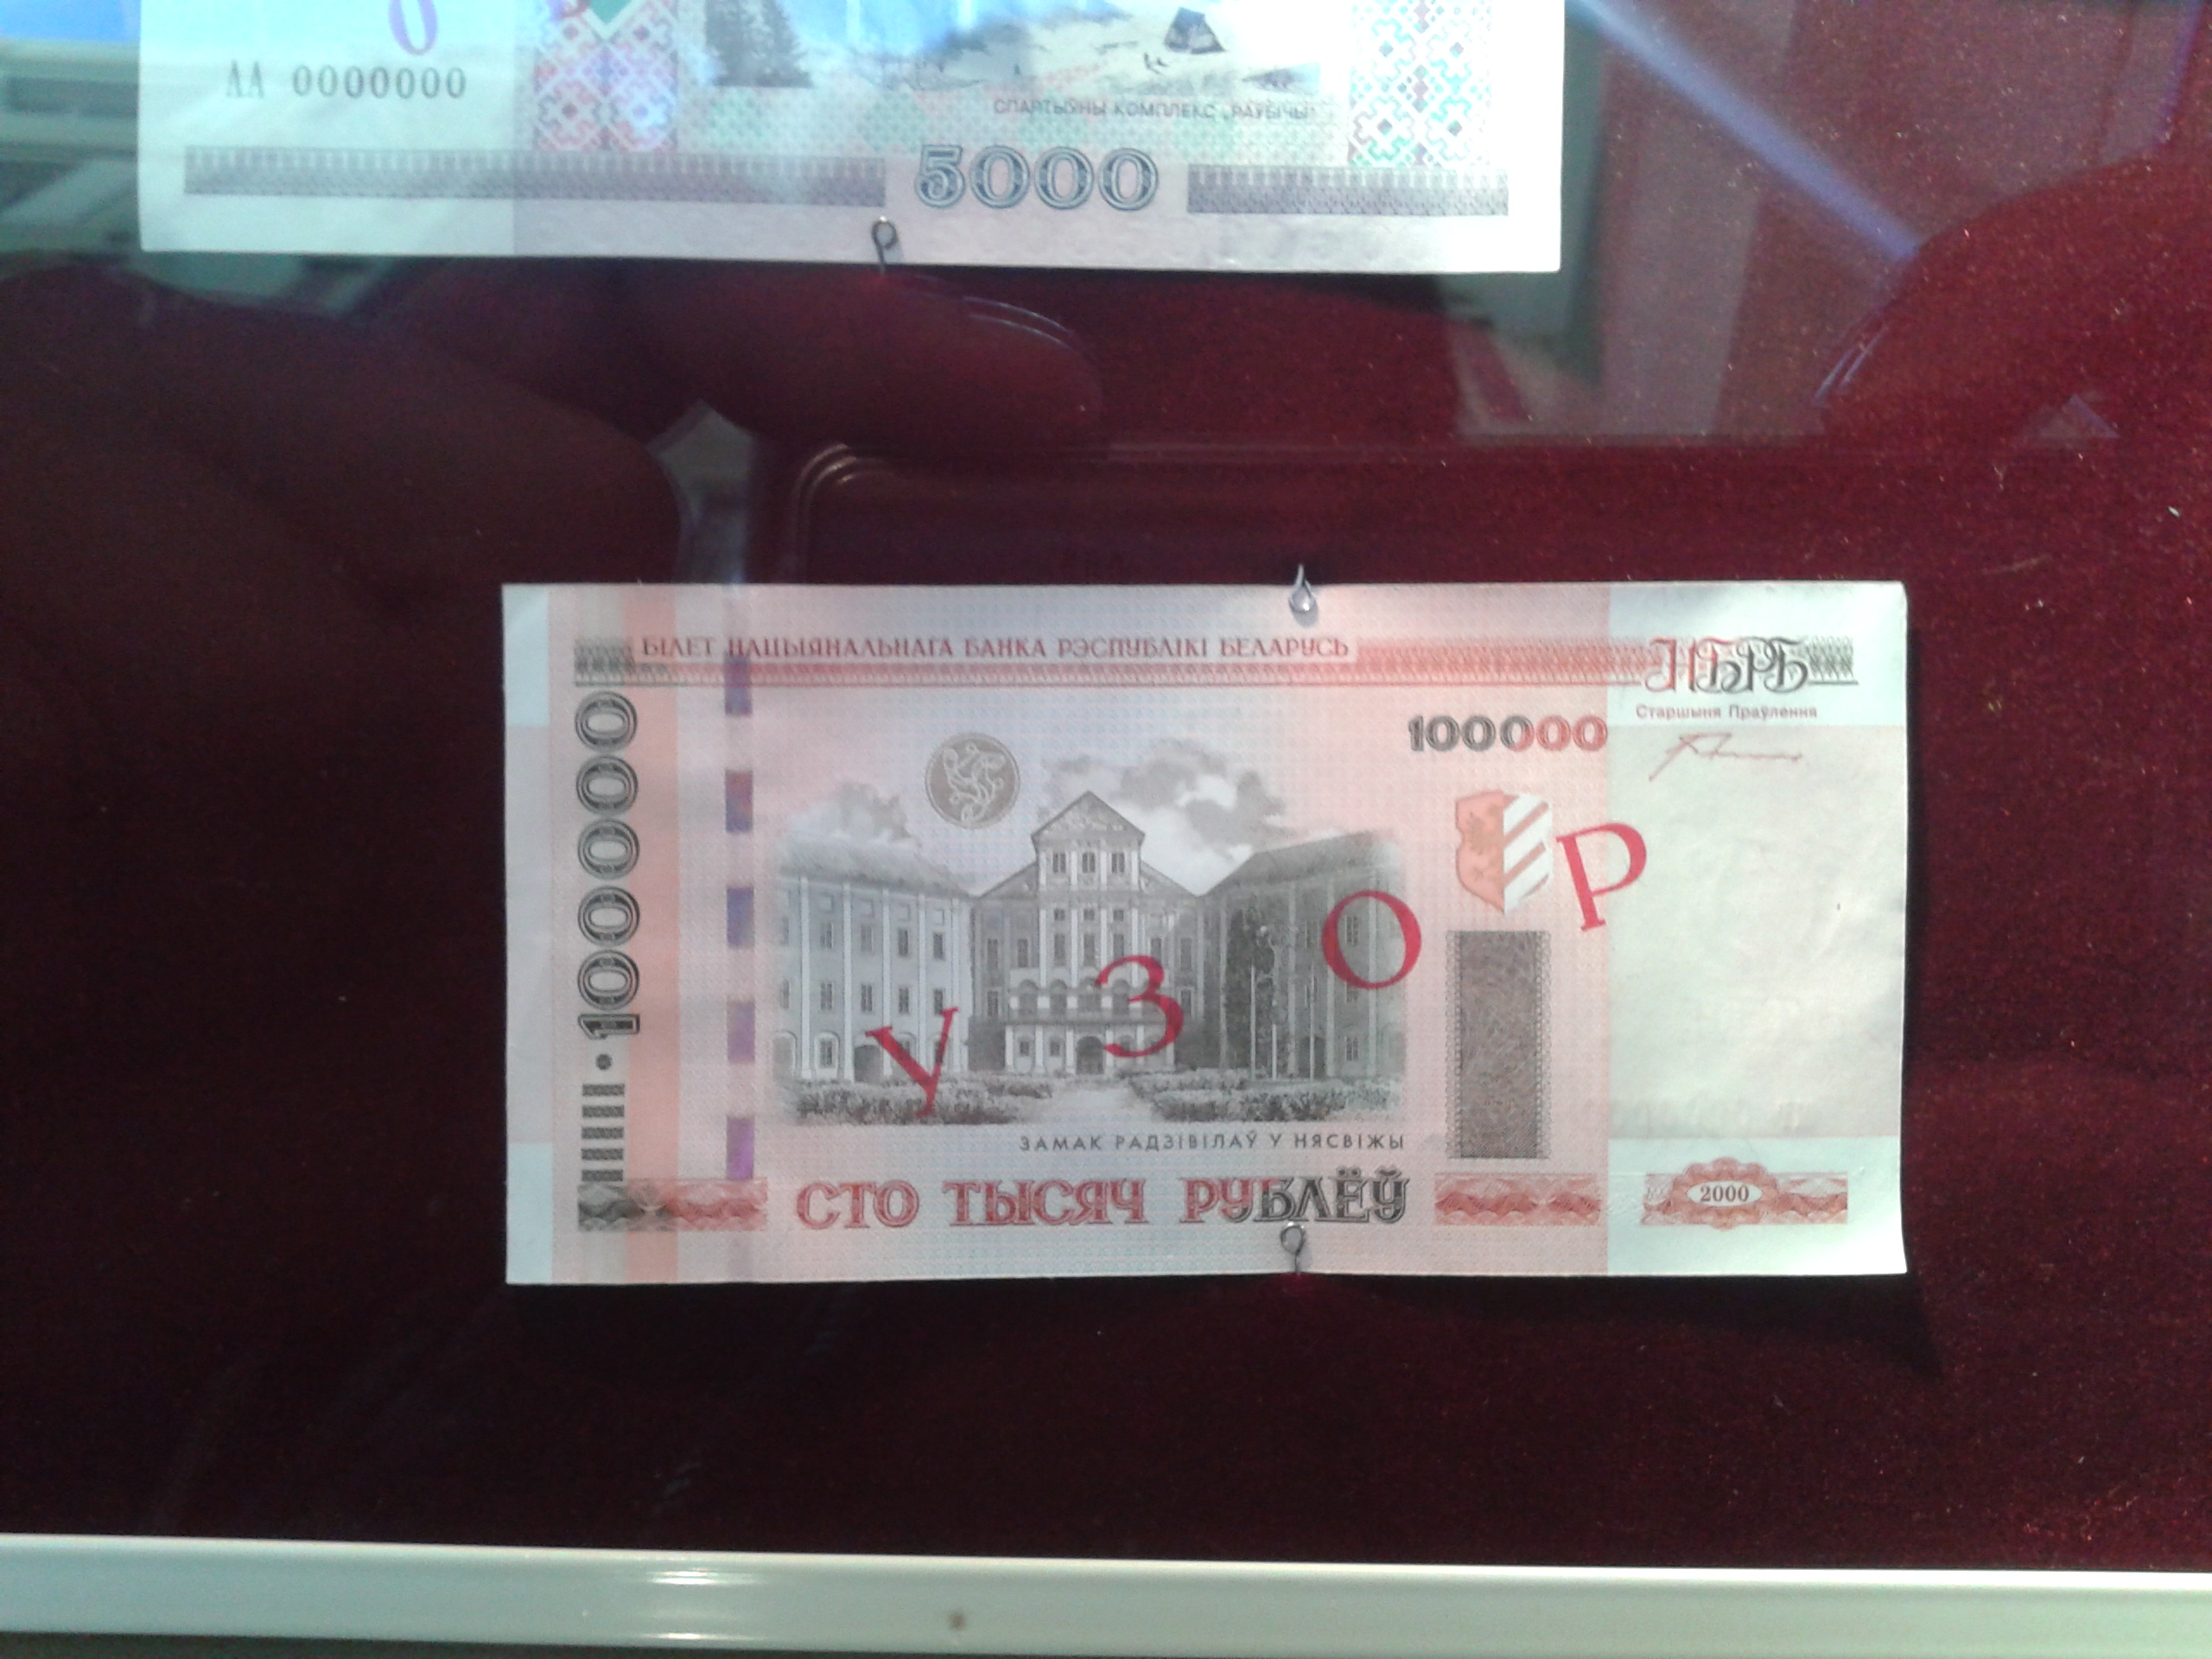 0
АА 0000000
СПАРТЫЎНЫ КОМПЛЕКС „РАЎБІЧЫ"
5000
БІЛЕТ НАЦЫЯНАЛЬНАГА БАНКА РЭСПУБЛІКІ БЕЛАРУСЬ
НБРБ
Старшыня Праўлення
100000
100000
УЗОР
ЗАМАК РАДЗІВІЛАЎ У НЯСВІЖЫ
СТО ТЫСЯЧ РУБЛЁЎ
2000